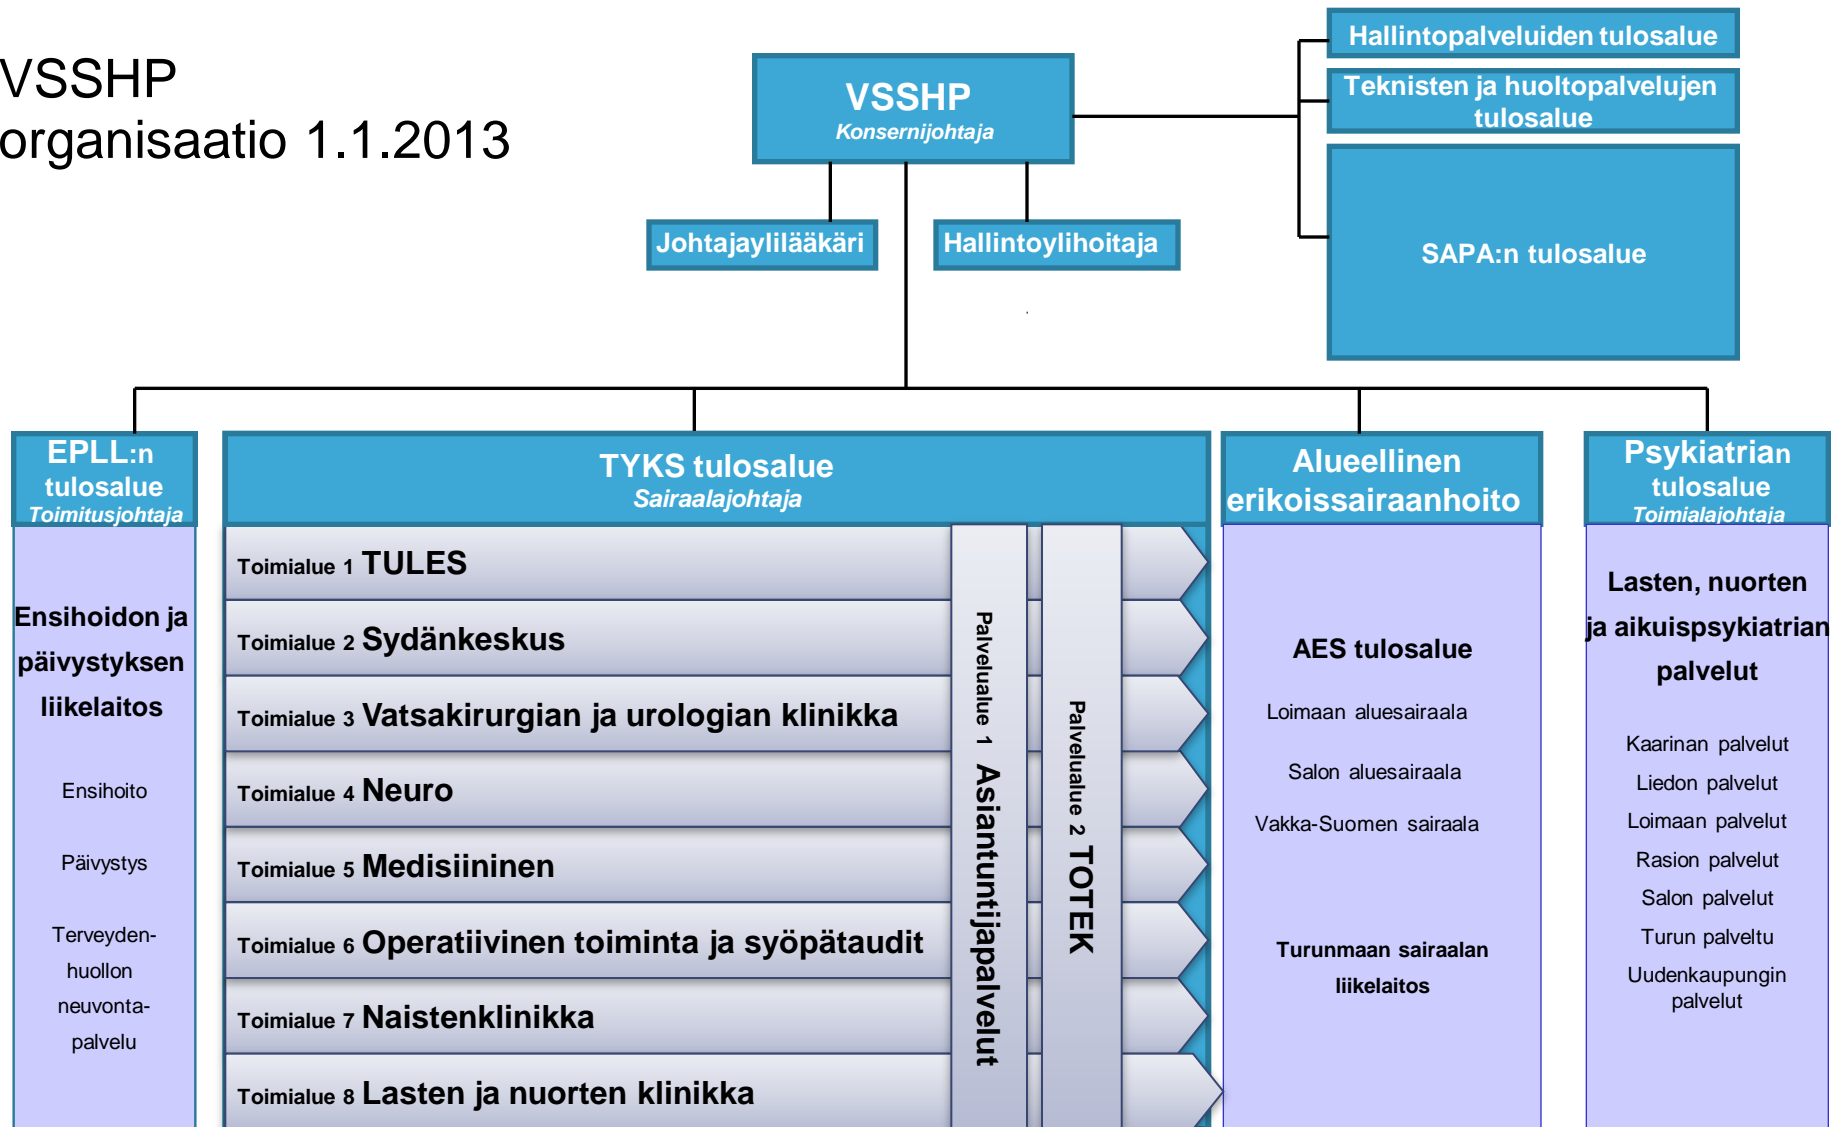 VSSHP
organisaatio 1.1.2013
VSSHP
Konsernijohtaja
Hallintopalveluiden tulosalue
Teknisten ja huoltopalvelujen
tulosalue
SAPA:n tulosalue
Johtajaylilääkäri
Hallintoylihoitaja
EPLL:n
tulosalue
Toimitusjohtaja
Ensihoidon ja
päivystyksen
liikelaitos
Ensihoito
Päivystys
Terveyden-
huollon
neuvonta-
palvelu
TYKS tulosalue
Sairaalajohtaja
Toimialue 1 TULES
Toimialue 2 Sydänkeskus
Toimialue 3 Vatsakirurgian ja urologian klinikka
Toimialue 4 Neuro
Toimialue 5 Medisiininen
Toimialue 6 Operatiivinen toiminta ja syöpätaudit
Toimialue 7 Naistenklinikka
Toimialue 8 Lasten ja nuorten klinikka
Palvelualue 1 Asiantuntijapalvelut
Palvelualue 2 TOTEK
Alueellinen
erikoissairaanhoito
AES tulosalue
Loimaan aluesairaala
Salon aluesairaala
Vakka-Suomen sairaala
Turunmaan sairaalan
liikelaitos
Psykiatrian
tulosalue
Toimialajohtaja
Lasten, nuorten
ja aikuispsykiatrian
palvelut
Kaarinan palvelut
Liedon palvelut
Loimaan palvelut
Rasion palvelut
Salon palvelut
Turun palveltu
Uudenkaupungin
palvelut